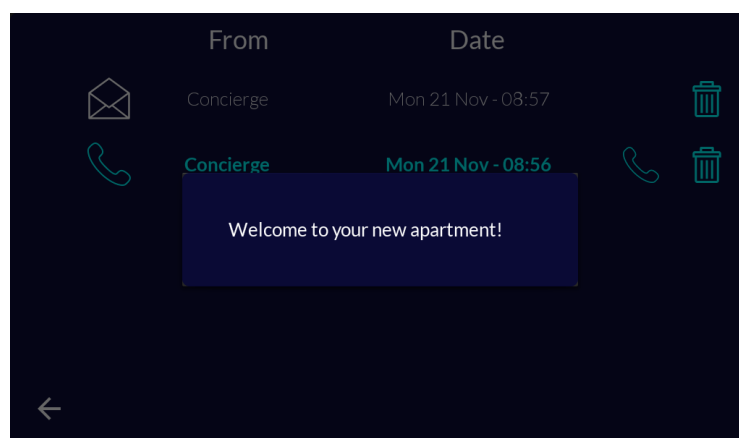 From Date
Concierge Mon 21 Nov - 08:57
Concierge Mon 21 Nov - 08:56
Welcome to your new apartment!